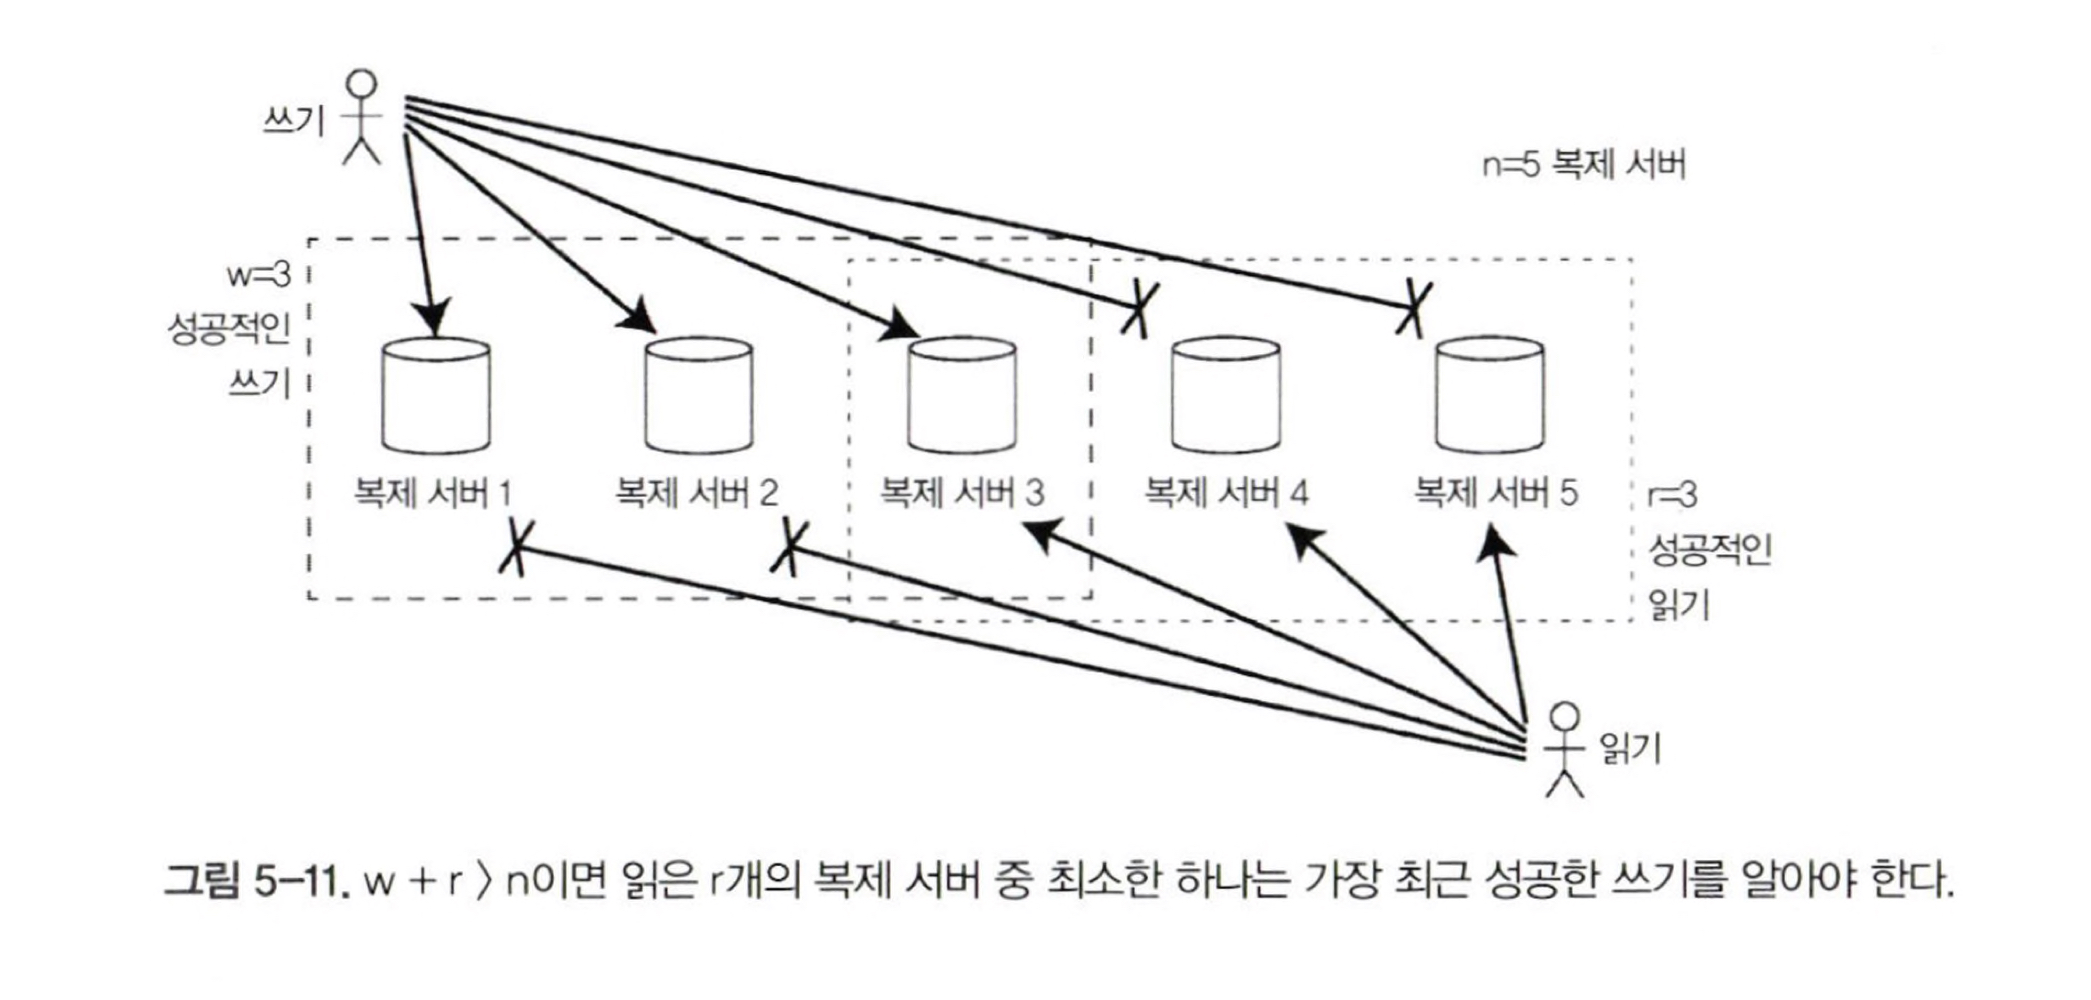 쓰기
n=5 복제 서버
w=3
성공적인
쓰기
복제 서버 1
복제 서버 2
복제 서버 3
복제 서버 4
복제 서버 5
r=3
성공적인
읽기
읽기
그림 5-11. w + r 〉 n이면 읽은 r개의 복제 서버 중 최소한 하나는 가장 최근 성공한 쓰기를 알아야 한다.